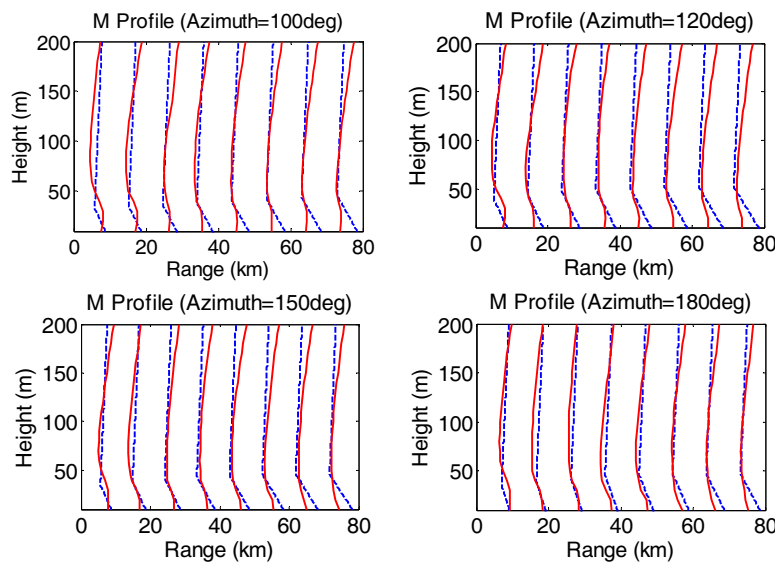 M Profile (Azimuth=100deg)
M Profile (Azimuth=120deg)
200
150
100
50
Height (m)
0 20 40 60 80
Range (km)
200
150
100
50
Height (m)
0 20 40 60 80
Range (km)
M Profile (Azimuth=150deg)
M Profile (Azimuth=180deg)
200
150
100
50
Height (m)
0 20 40 60 80
Range (km)
200
150
100
50
Height (m)
0 20 40 60 80
Range (km)